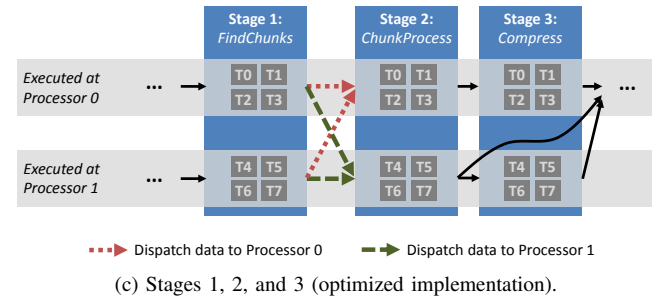 Stage 1:
FindChunks
Stage 2:
ChunkProcess
Stage 3:
Compress
Executed at
Processor 0
...
T0 T1
T2 T3
T0 T1
T2 T3
T0 T1
T2 T3
...
Executed at
Processor 1
...
T4 T5
T6 T7
T4 T5
T6 T7
T4 T5
T6 T7
Dispatch data to Processor 0
Dispatch data to Processor 1
(c) Stages 1, 2, and 3 (optimized implementation).